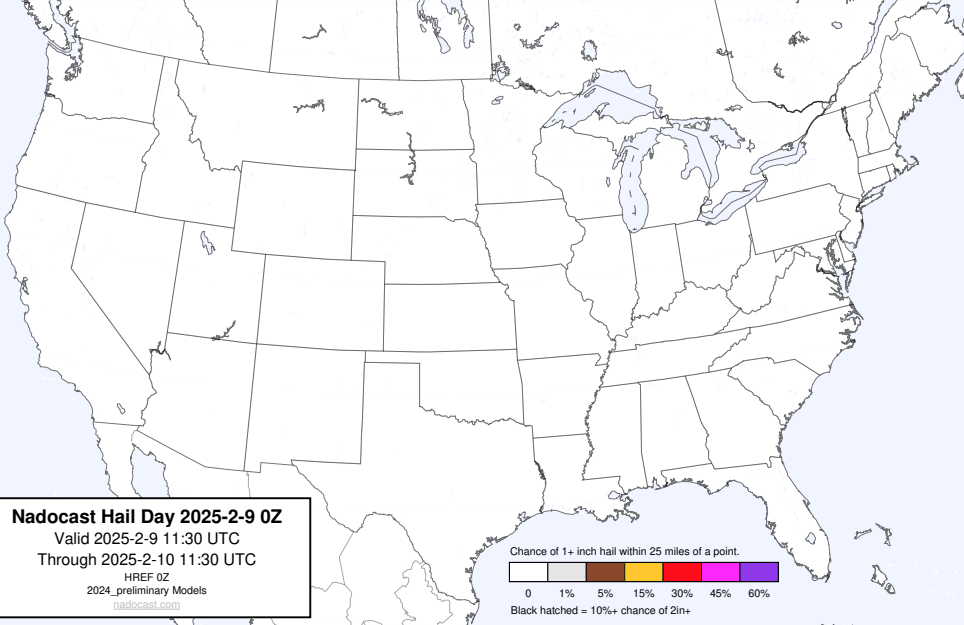 Nadocast Hail Day 2025-2-9 0Z
Valid 2025-2-9 11:30 UTC
Through 2025-2-10 11:30 UTC
HREF 0Z
2024_preliminary Models
nadocast.com
Chance of 1+ inch hail within 25 miles of a point.
0 1% 5% 15% 30% 45% 60%
Black hatched = 10%+ chance of 2in+